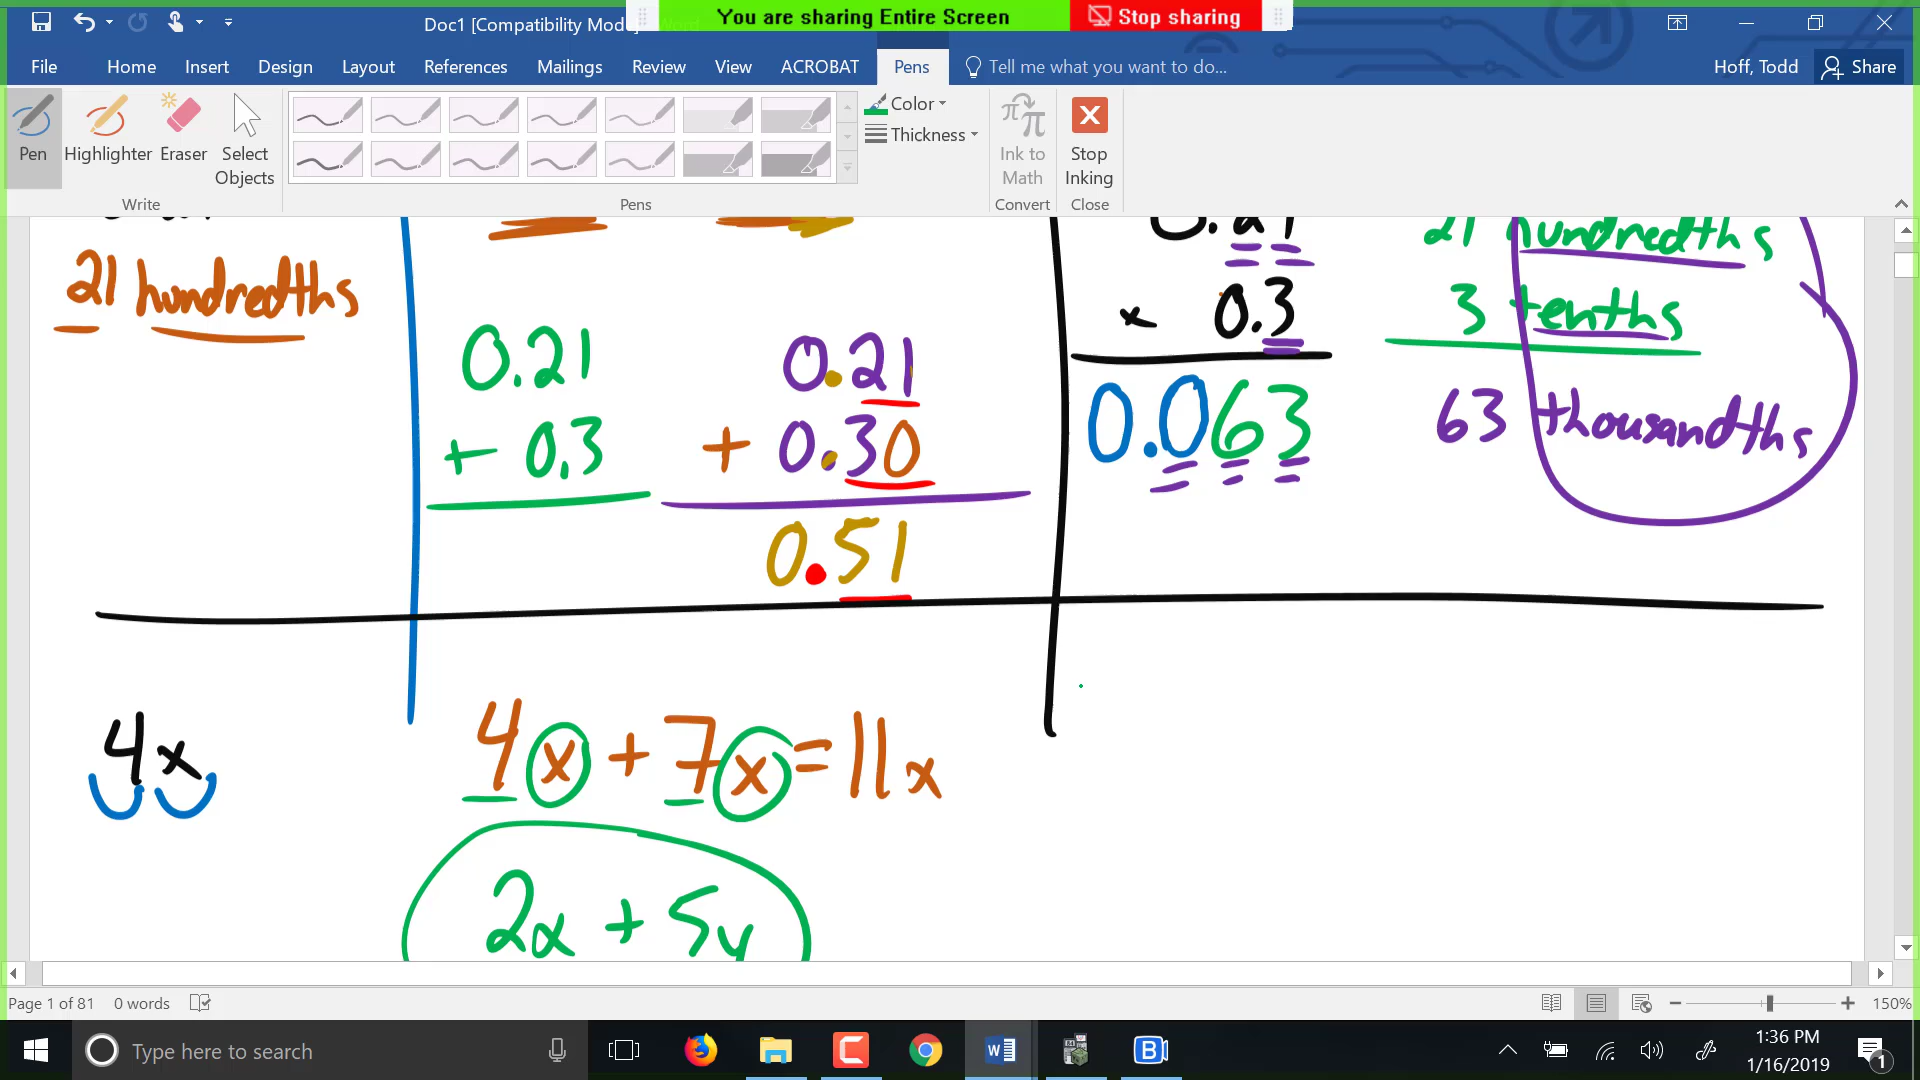 You are sharing Entire Screen
Stop sharing
Doc1 [Compatibility Mod
File Home Insert Design Layout References Mailings Review View ACROBAT Pens Tell me what you want to do...
Hoff, Todd Share
Pen Highlighter Eraser Select Objects
Color
Thickness
Ink to Math
Stop Inking
Write Pens Convert Close
21 hundredths
0.21
+ 0.3
0.21
+ 0.30
0.51
0.21
x 0.3
0.063
21 hundredths
3 tenths
63 thousandths
4x
4x + 7x = 11x
2x + 5y
Page 1 of 81 0 words
150%
Type here to search
1:36 PM
1/16/2019
1